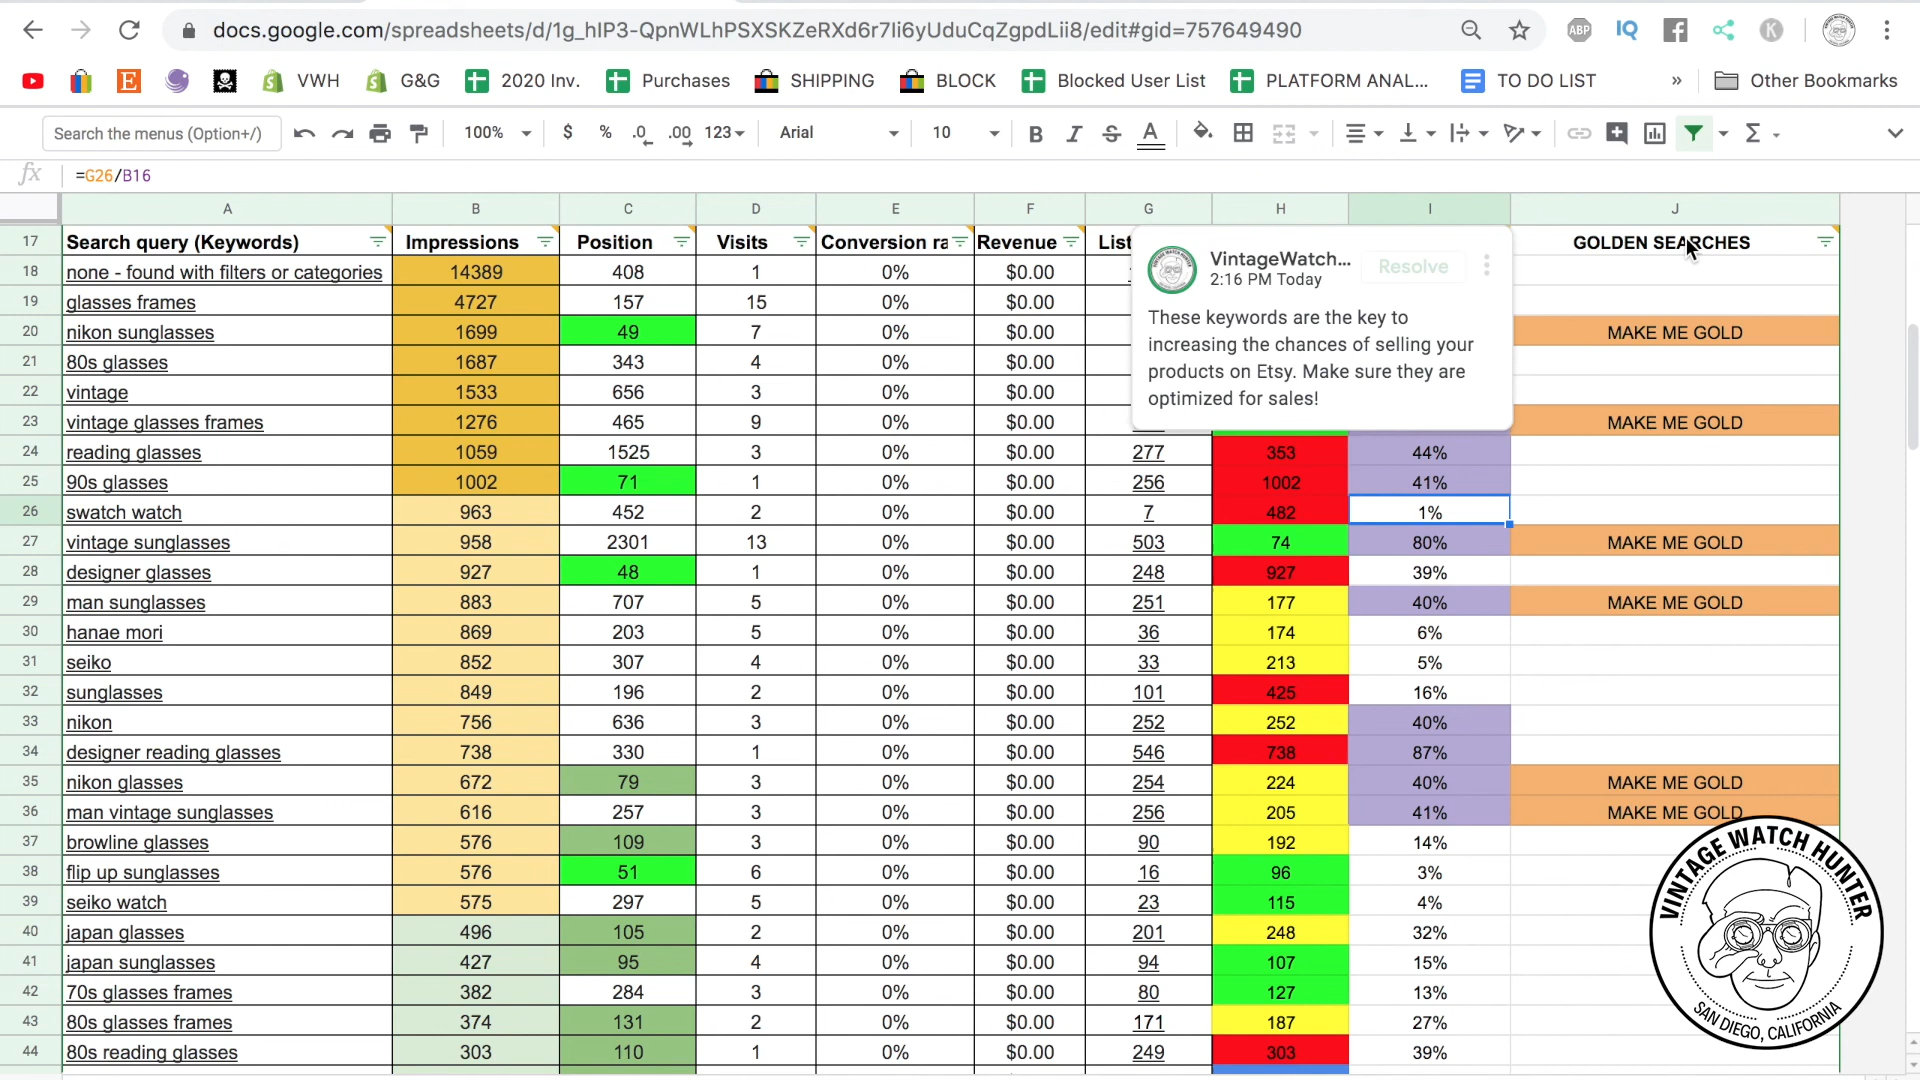 docs.google.com/spreadsheets/d/1g_hIP3-QpnWLhPSXSKZeRXd6r7Ii6yUduCqZgpdLii8/edit#gid=757649490
ABP IQ K
VWH G&G 2020 Inv. Purchases SHIPPING BLOCK Blocked User List PLATFORM ANAL... TO DO LIST » Other Bookmarks
Search the menus (Option+/) 100% $ % .0 .00 123 Arial 10 B I S A Σ
fx =G26/B16
A B C D E F G H I J
17 Search query (Keywords) Impressions Position Visits Conversion ra Revenue List GOLDEN SEARCHES
18 none - found with filters or categories 14389 408 1 0% $0.00
19 glasses frames 4727 157 15 0% $0.00
20 nikon sunglasses 1699 49 7 0% $0.00 MAKE ME GOLD
21 80s glasses 1687 343 4 0% $0.00
22 vintage 1533 656 3 0% $0.00
23 vintage glasses frames 1276 465 9 0% $0.00 MAKE ME GOLD
VintageWatch... Resolve
2:16 PM Today
These keywords are the key to
increasing the chances of selling your
products on Etsy. Make sure they are
optimized for sales!
24 reading glasses 1059 1525 3 0% $0.00 277 353 44%
25 90s glasses 1002 71 1 0% $0.00 256 1002 41%
26 swatch watch 963 452 2 0% $0.00 7 482 1%
27 vintage sunglasses 958 2301 13 0% $0.00 503 74 80% MAKE ME GOLD
28 designer glasses 927 48 1 0% $0.00 248 927 39%
29 man sunglasses 883 707 5 0% $0.00 251 177 40% MAKE ME GOLD
30 hanae mori 869 203 5 0% $0.00 36 174 6%
31 seiko 852 307 4 0% $0.00 33 213 5%
32 sunglasses 849 196 2 0% $0.00 101 425 16%
33 nikon 756 636 3 0% $0.00 252 252 40%
34 designer reading glasses 738 330 1 0% $0.00 546 738 87%
35 nikon glasses 672 79 3 0% $0.00 254 224 40% MAKE ME GOLD
36 man vintage sunglasses 616 257 3 0% $0.00 256 205 41% MAKE ME GOLD
37 browline glasses 576 109 3 0% $0.00 90 192 14%
38 flip up sunglasses 576 51 6 0% $0.00 16 96 3%
39 seiko watch 575 297 5 0% $0.00 23 115 4%
40 japan glasses 496 105 2 0% $0.00 201 248 32%
41 japan sunglasses 427 95 4 0% $0.00 94 107 15%
42 70s glasses frames 382 284 3 0% $0.00 80 127 13%
43 80s glasses frames 374 131 2 0% $0.00 171 187 27%
44 80s reading glasses 303 110 1 0% $0.00 249 303 39%
VINTAGE WATCH HUNTER
SAN DIEGO, CALIFORNIA